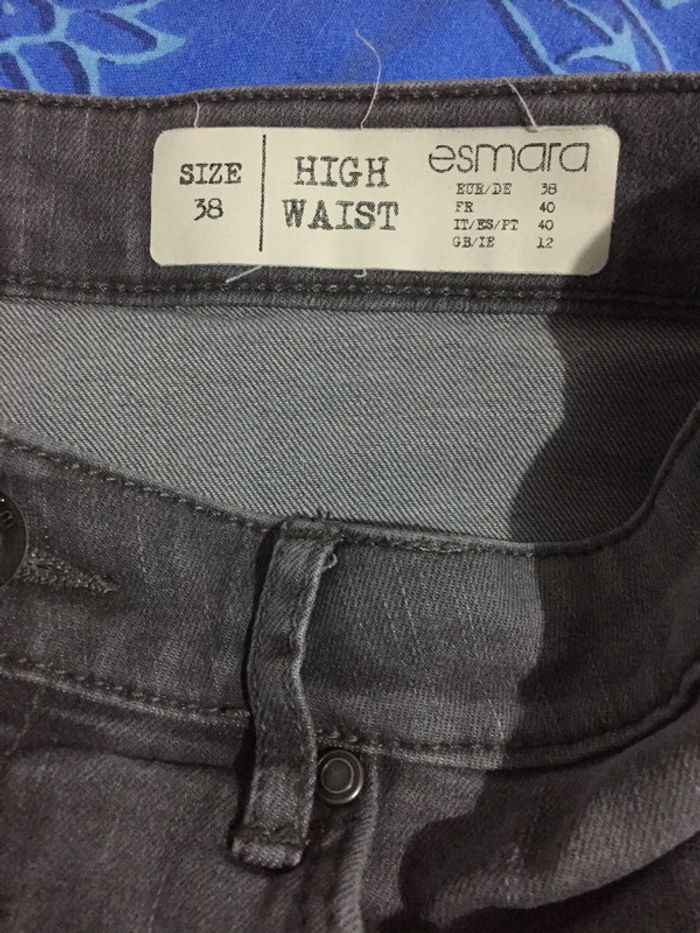 SIZE
38
HIGH
WAIST
esmara
EUR/DE 38
FR 40
IT/ES/PT 40
GB/IE 12